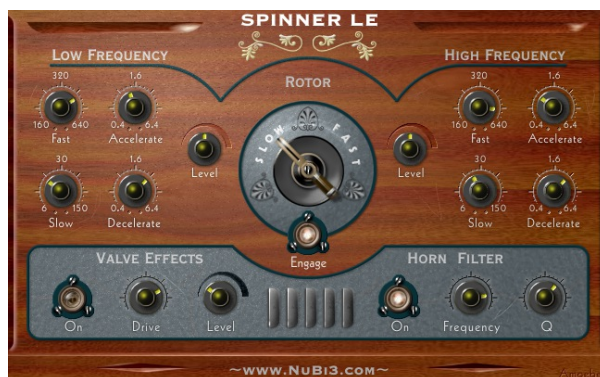 SPINNER LE
LOW FREQUENCY
HIGH FREQUENCY
ROTOR
320
160 640
Fast
1.6
0.4 6.4
Accelerate
Level
SLOW FAST
Level
320
160 640
Fast
1.6
0.4 6.4
Accelerate
30
6 150
Slow
1.6
0.4 6.4
Decelerate
Engage
30
6 150
Slow
1.6
0.4 6.4
Decelerate
VALVE EFFECTS
HORN FILTER
On
Drive
Level
On
Frequency
Q
~WWW.NUBI3.COM~